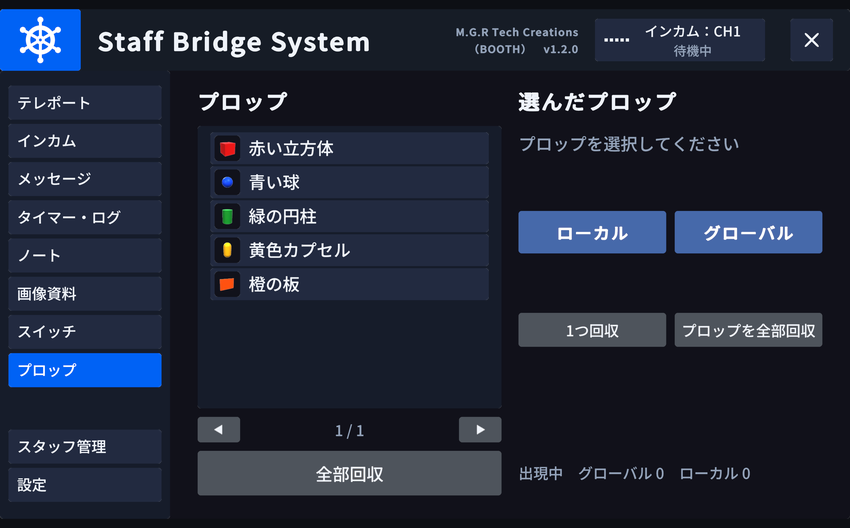 Staff Bridge System
M.G.R Tech Creations
（BOOTH） v1.2.0
インカム：CH1
待機中
テレポート
インカム
メッセージ
タイマー・ログ
ノート
画像資料
スイッチ
プロップ
スタッフ管理
設定
プロップ
赤い立方体
青い球
緑の円柱
黄色カプセル
橙の板
1 / 1
全部回収
選んだプロップ
プロップを選択してください
ローカル
グローバル
1つ回収
プロップを全部回収
出現中 グローバル 0 ローカル 0